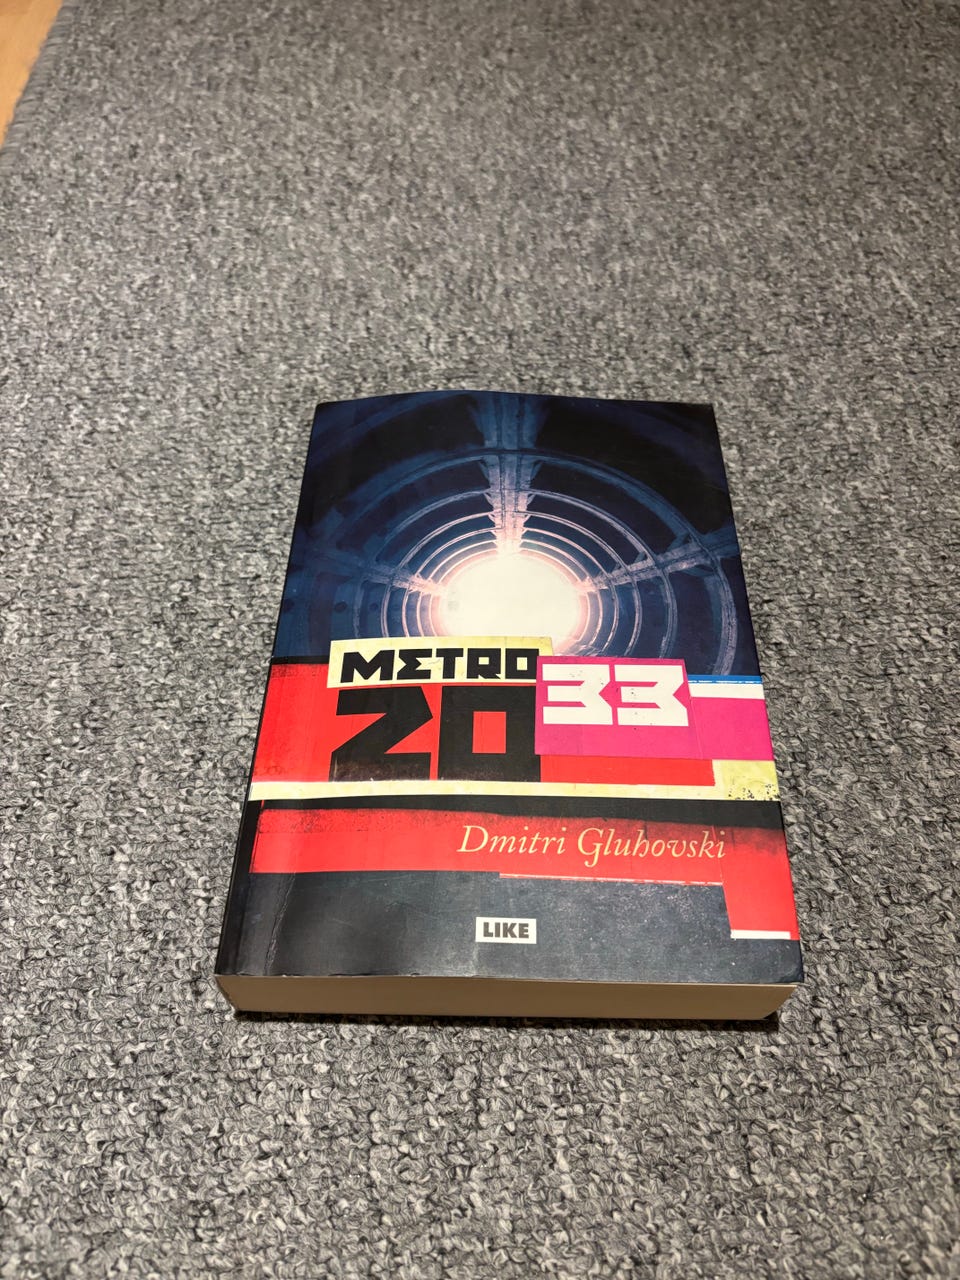 METRO
2033
Dmitri Gluhovski
LIKE